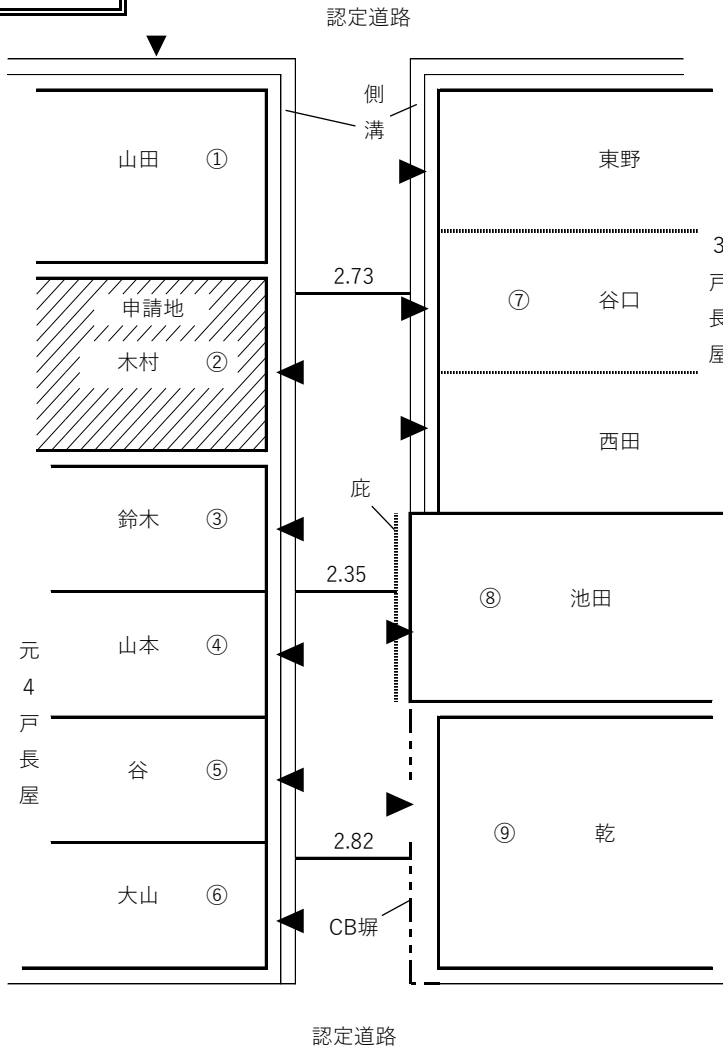 認定道路
側溝
山田 ①
東野
2.73
3戸長屋
申請地
⑦ 谷口
木村 ②
西田
庇
鈴木 ③
2.35
⑧ 池田
元4戸長屋
山本 ④
谷 ⑤
⑨ 乾
2.82
大山 ⑥
CB塀
認定道路